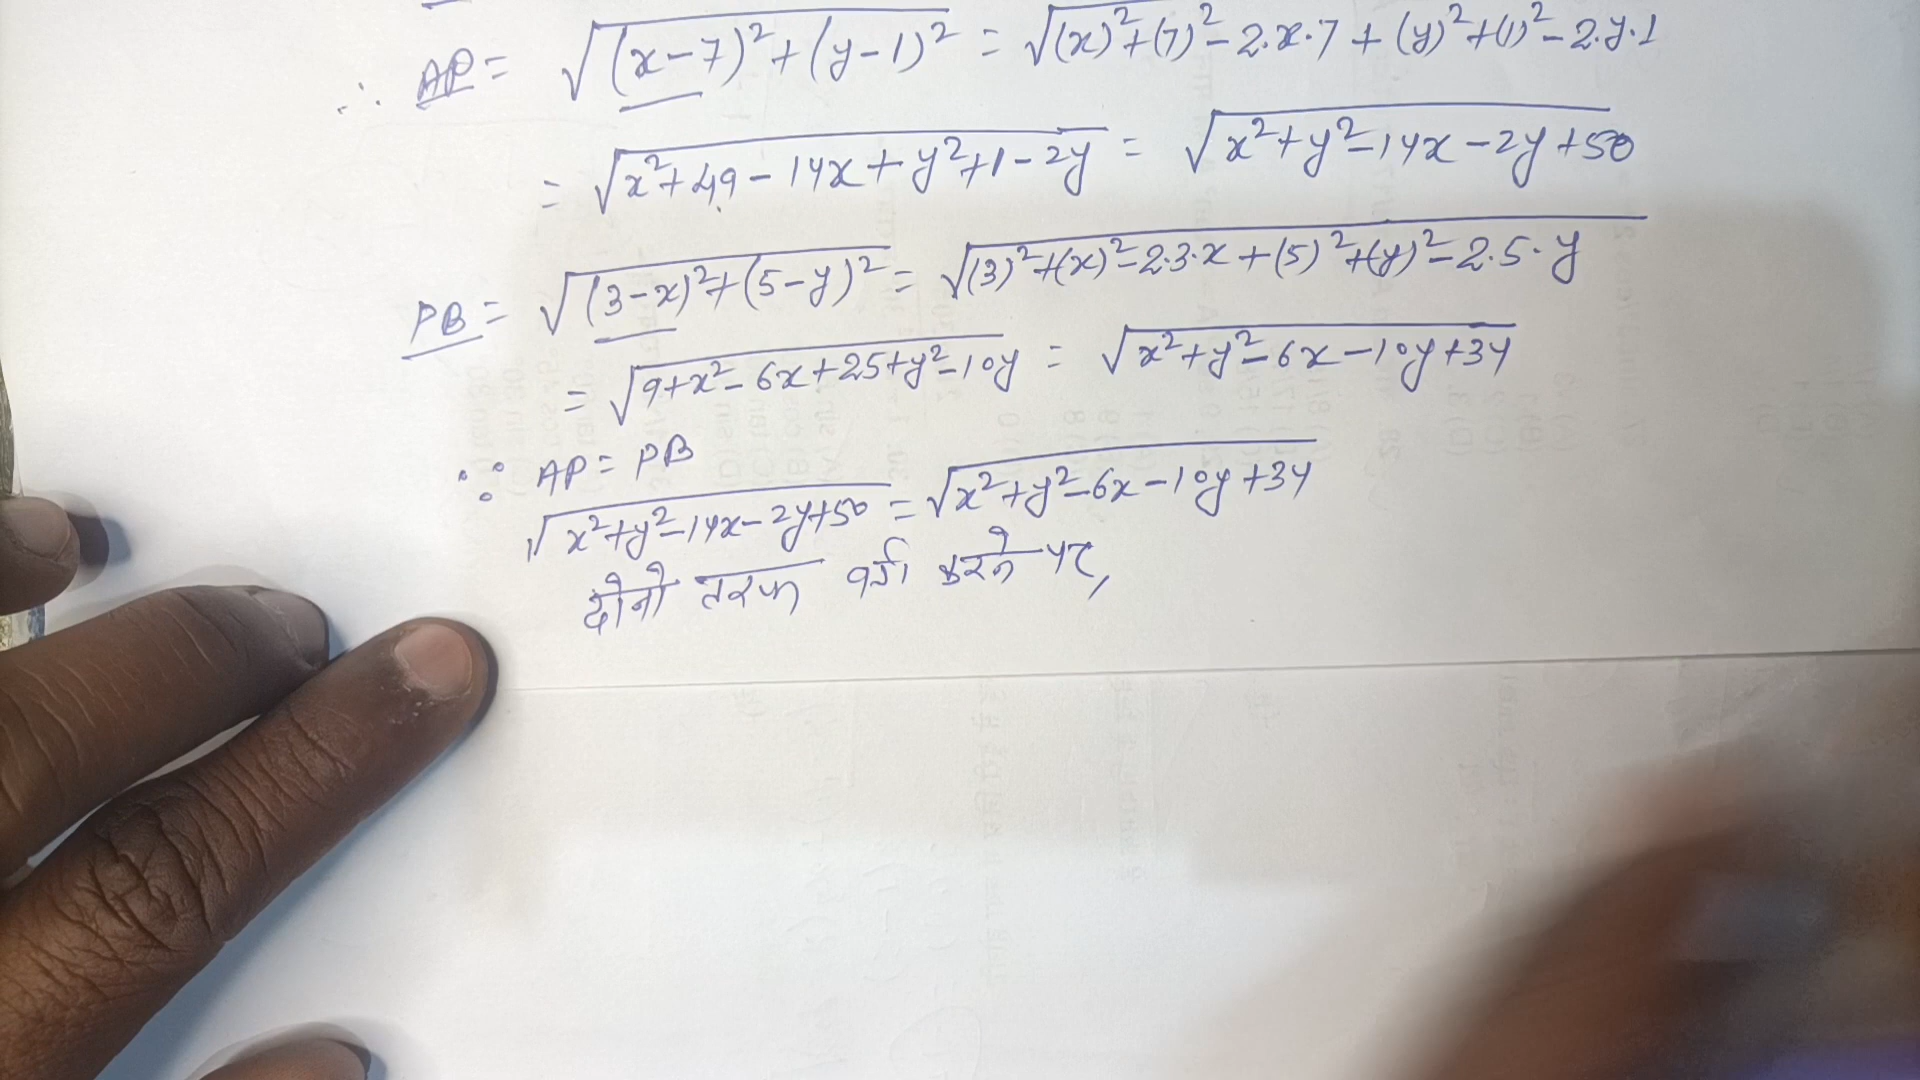 ∴ AP = √(x-7)²+(y-1)² = √(x)²+(7)²-2.x.7+(y)²+(1)²-2.y.1
= √x²+49-14x+y²+1-2y = √x²+y²-14x-2y+50
PB = √(3-x)²+(5-y)² = √(3)²+(x)²-2.3.x+(5)²+(y)²-2.5.y
= √9+x²-6x+25+y²-10y = √x²+y²-6x-10y+34
∵ AP = PB
√x²+y²-14x-2y+50 = √x²+y²-6x-10y+34
दोनो तरफ वर्ग करने पर,